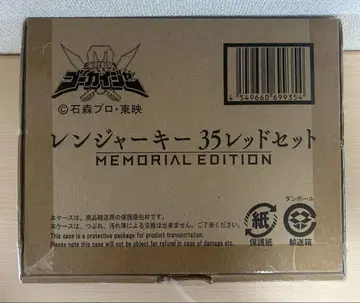 ゴーカイジャー
©石森プロ・東映
4 549660 699354
レンジャーキー 35レッドセット
MEMORIAL EDITION
本ケースは、商品輸送用の保護箱包材です。
本ケースは、つぶれ、汚れ等による交換は出来ません。ご了承ください。
This case is a protective package for product transportation.
Please note this case will not be object for refund in case of damage etc.
紙
保護紙
ダンボール
輸送箱